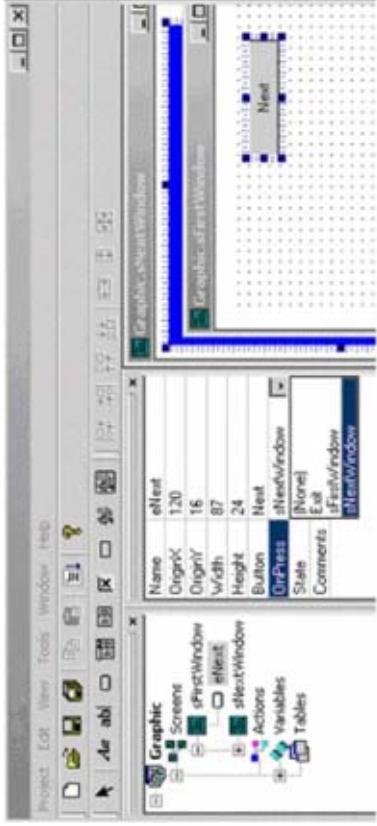 Project Edit View Tools Window Help
Aa abl
Graphic
Screens
sFirstWindow
eNext
sNextWindow
Actions
Variables
Tables
Name eNext
OriginX 120
OriginY 16
Width 87
Height 24
Button Next
OnPress sNextWindow
State (None)
Comments Exit
sFirstWindow
sNextWindow
Graphic.sNextWindow
Graphic.sFirstWindow
Next